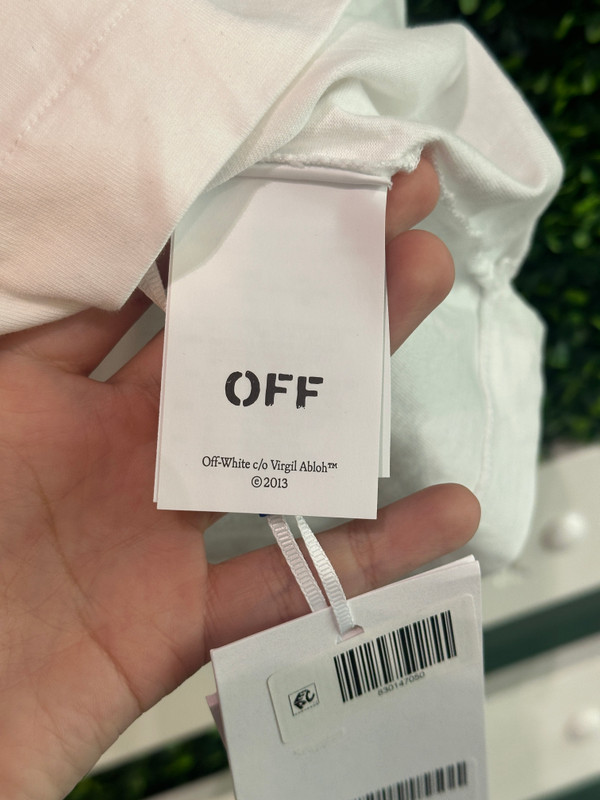 OFF
Off-White c/o Virgil Abloh™
©2013
830147050